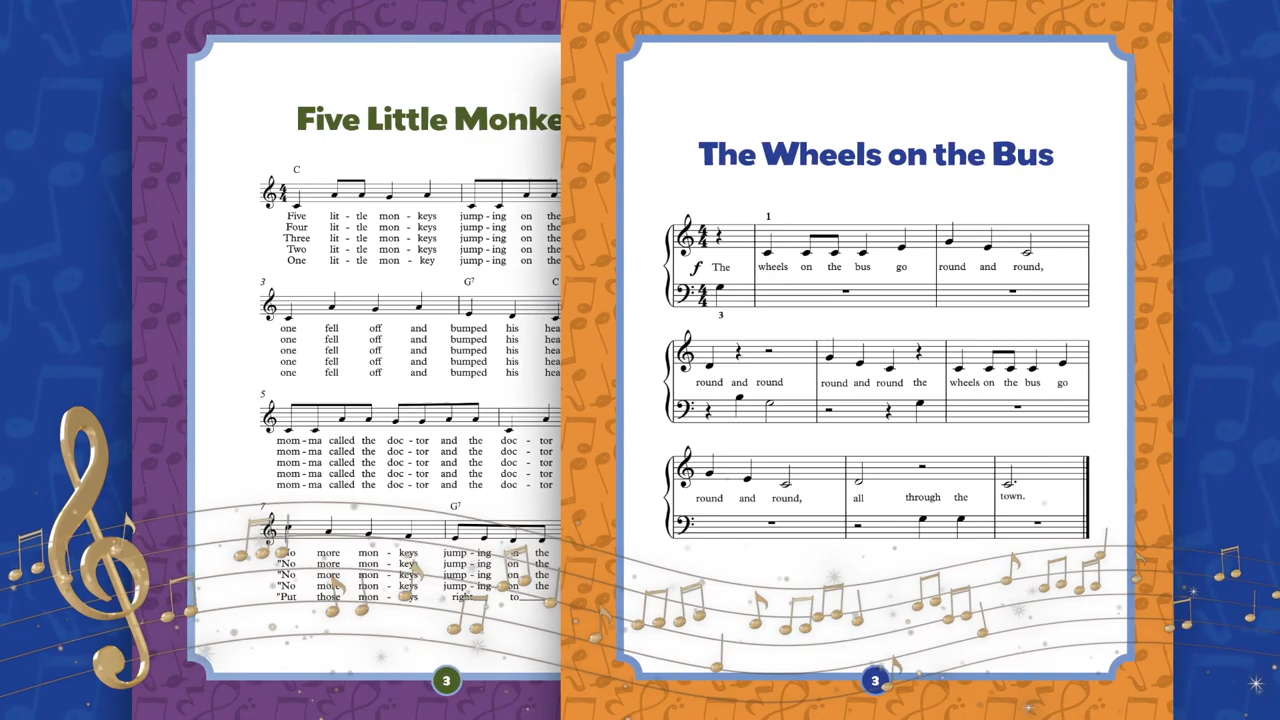 Five Little Monke
C
Five lit - tle mon - keys jump - ing on the
Four lit - tle mon - keys jump - ing on the
Three lit - tle mon - keys jump - ing on the
Two lit - tle mon - keys jump - ing on the
One lit - tle mon - key jump - ing on the
3 G7 C
one fell off and bumped his hea
one fell off and bumped his hea
one fell off and bumped his hea
one fell off and bumped his hea
one fell off and bumped his hea
5
mom - ma called the doc - tor and the doc - tor
mom - ma called the doc - tor and the doc - tor
mom - ma called the doc - tor and the doc - tor
mom - ma called the doc - tor and the doc - tor
mom - ma called the doc - tor and the doc - tor
7 G7
more mon - keys jump - ing on the
"No more mon - keys jump - ing on the
"No more mon - keys jump - ing on the
"No more mon - keys jump - ing on the
"Put those right to
3
The Wheels on the Bus
1
f The wheels on the bus go round and round,
3
round and round round and round the wheels on the bus go
round and round, all through the town.
3